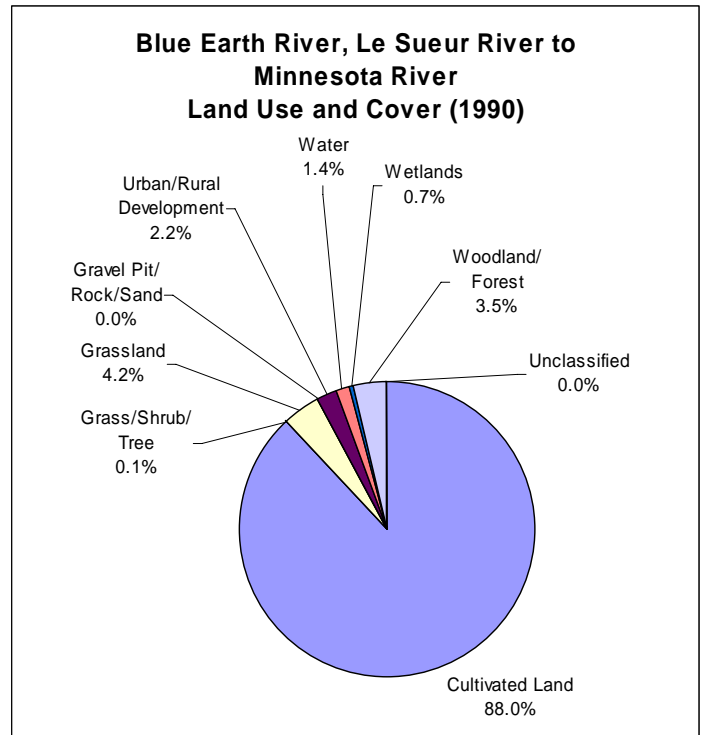 Blue Earth River, Le Sueur River to
Minnesota River
Land Use and Cover (1990)
Water
1.4%
Wetlands
0.7%
Urban/Rural
Development
2.2%
Woodland/
Forest
3.5%
Gravel Pit/
Rock/Sand
0.0%
Grassland
4.2%
Unclassified
0.0%
Grass/Shrub/
Tree
0.1%
Cultivated Land
88.0%